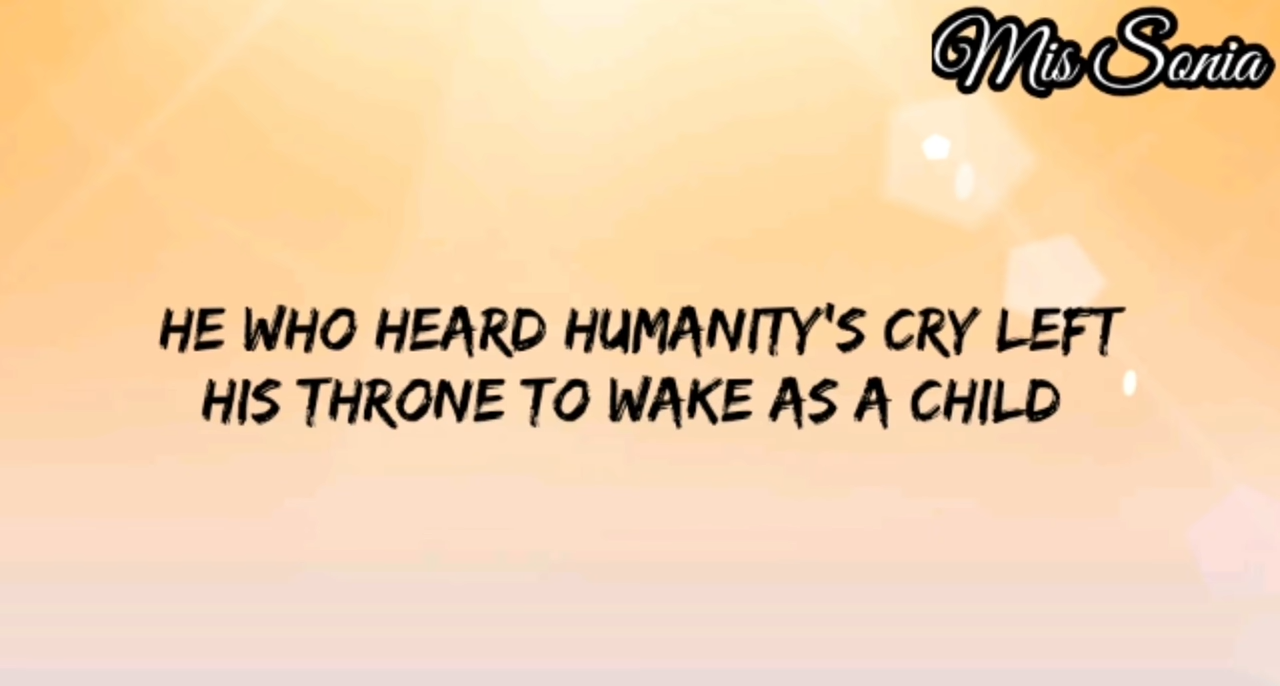 Mis Sonia
HE WHO HEARD HUMANITY'S CRY LEFT
HIS THRONE TO WAKE AS A CHILD